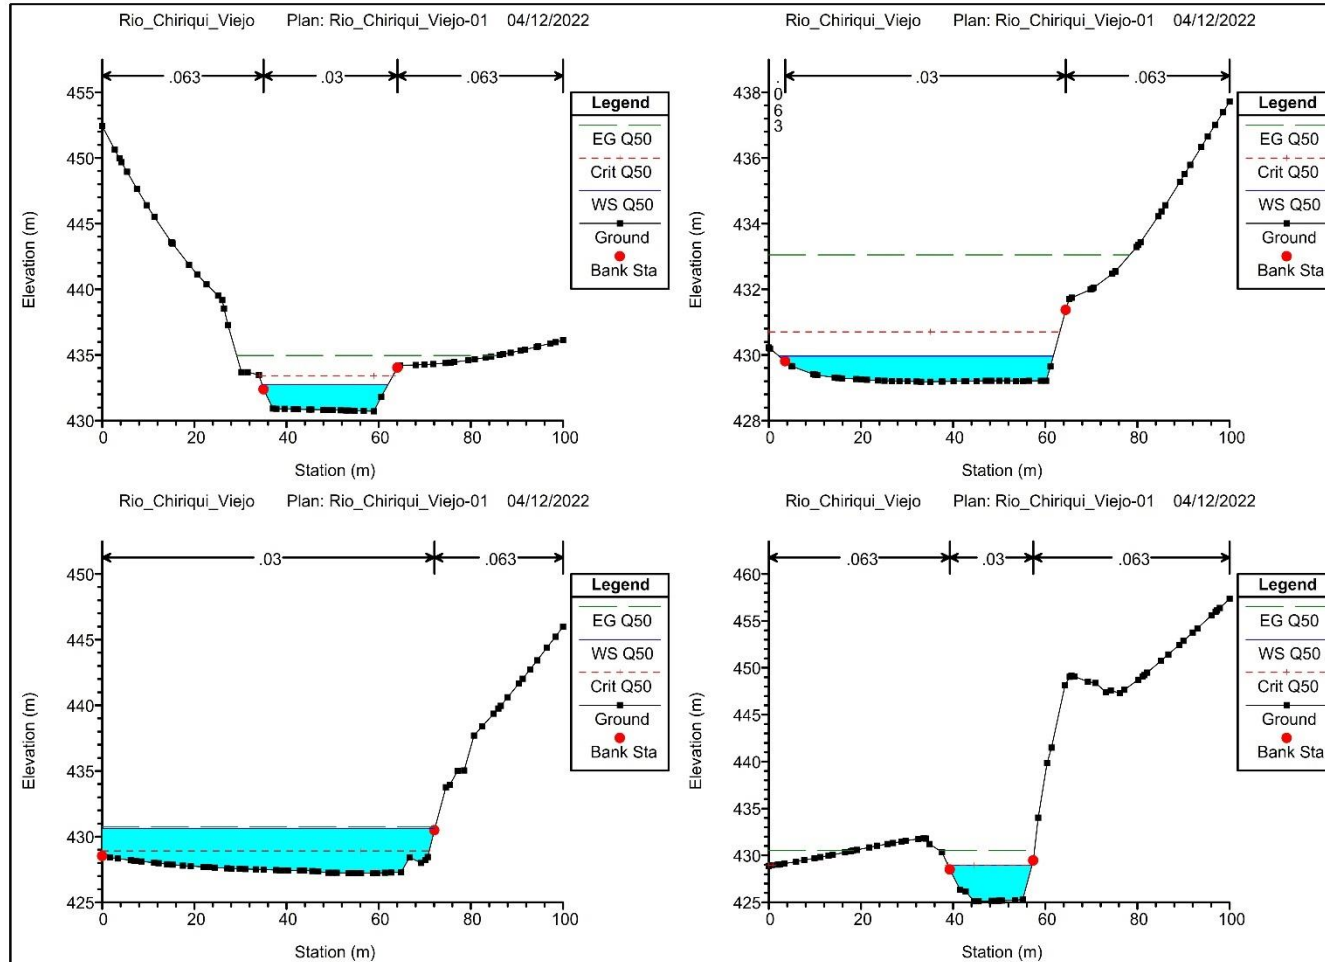 Rio_Chiriqui_Viejo Plan: Rio_Chiriqui_Viejo-01 04/12/2022
.063 .03 .063
455
450
445
440
435
430
Elevation (m)
0 20 40 60 80 100
Station (m)
Legend
EG Q50
Crit Q50
WS Q50
Ground
Bank Sta
Rio_Chiriqui_Viejo Plan: Rio_Chiriqui_Viejo-01 04/12/2022
.063 .03 .063
438
436
434
432
430
428
Elevation (m)
0 20 40 60 80 100
Station (m)
Legend
EG Q50
Crit Q50
WS Q50
Ground
Bank Sta
Rio_Chiriqui_Viejo Plan: Rio_Chiriqui_Viejo-01 04/12/2022
.03 .063
450
445
440
435
430
425
Elevation (m)
0 20 40 60 80 100
Station (m)
Legend
EG Q50
WS Q50
Crit Q50
Ground
Bank Sta
Rio_Chiriqui_Viejo Plan: Rio_Chiriqui_Viejo-01 04/12/2022
.063 .03 .063
460
455
450
445
440
435
430
425
Elevation (m)
0 20 40 60 80 100
Station (m)
Legend
EG Q50
WS Q50
Crit Q50
Ground
Bank Sta